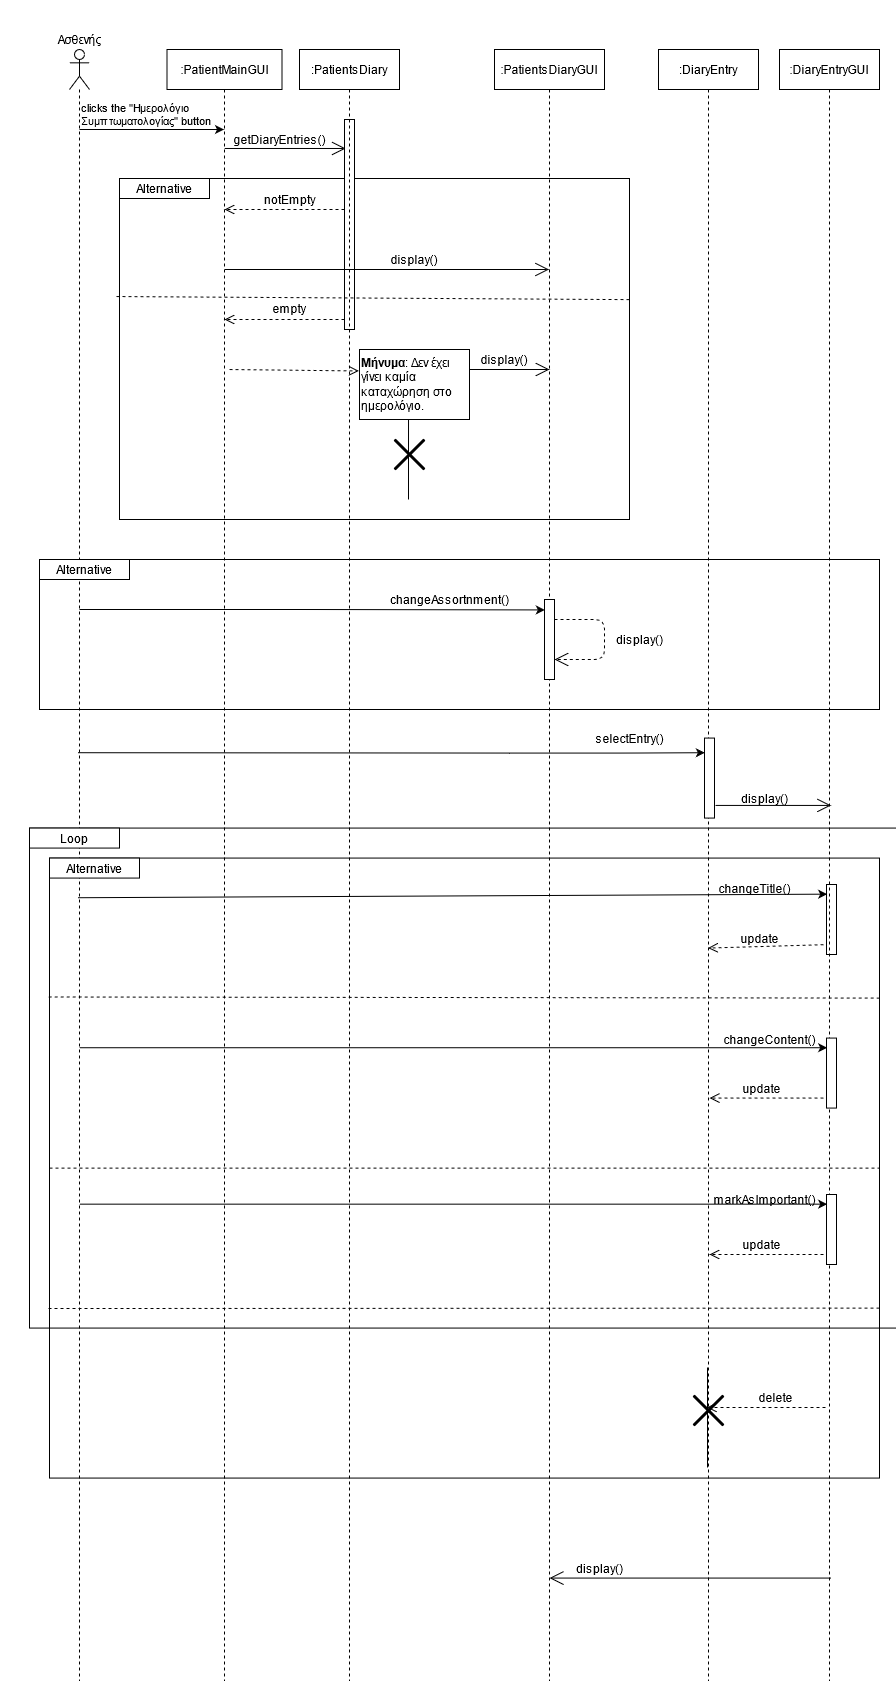 Ασθενής
:PatientMainGUI
:PatientsDiary
:PatientsDiaryGUI
:DiaryEntry
:DiaryEntryGUI
clicks the "Ημερολόγιο
Συμπτωματολογίας" button
getDiaryEntries()
Alternative
notEmpty
display()
empty
Μήνυμα: Δεν έχει
γίνει καμία
καταχώρηση στο
ημερολόγιο.
display()
Alternative
changeAssortnment()
display()
selectEntry()
display()
Loop
Alternative
changeTitle()
update
changeContent()
update
markAsImportant()
update
delete
display()